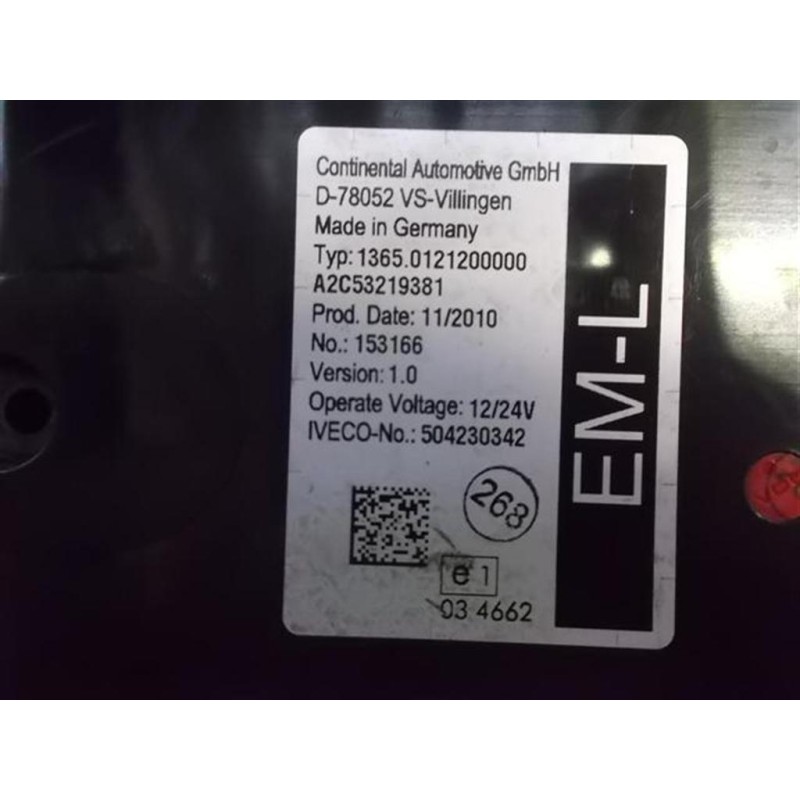 Continental Automotive GmbH
D-78052 VS-Villingen
Made in Germany
Typ: 1365.0121200000
A2C53219381
Prod. Date: 11/2010
No.: 153166
Version: 1.0
Operate Voltage: 12/24V
IVECO-No.: 504230342
268
e1
03 4662
EM-L